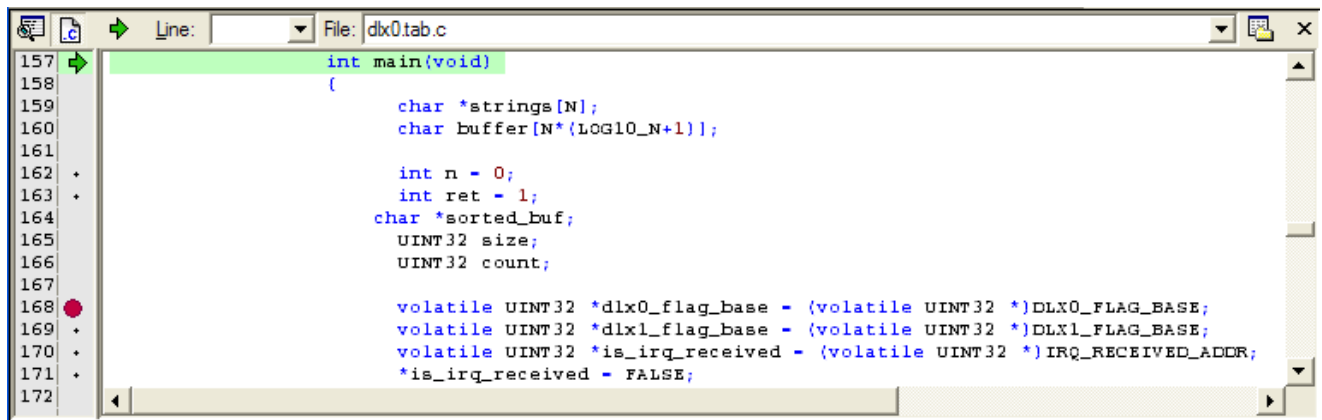 .c Line: File: dlx0.tab.c
157 int main(void)
158 {
159 char *strings[N];
160 char buffer[N*(LOG10_N+1)];
161
162 int n = 0;
163 int ret = 1;
164 char *sorted_buf;
165 UINT32 size;
166 UINT32 count;
167
168 volatile UINT32 *dlx0_flag_base = (volatile UINT32 *)DLX0_FLAG_BASE;
169 volatile UINT32 *dlx1_flag_base = (volatile UINT32 *)DLX1_FLAG_BASE;
170 volatile UINT32 *is_irq_received = (volatile UINT32 *)IRQ_RECEIVED_ADDR;
171 *is_irq_received = FALSE;
172